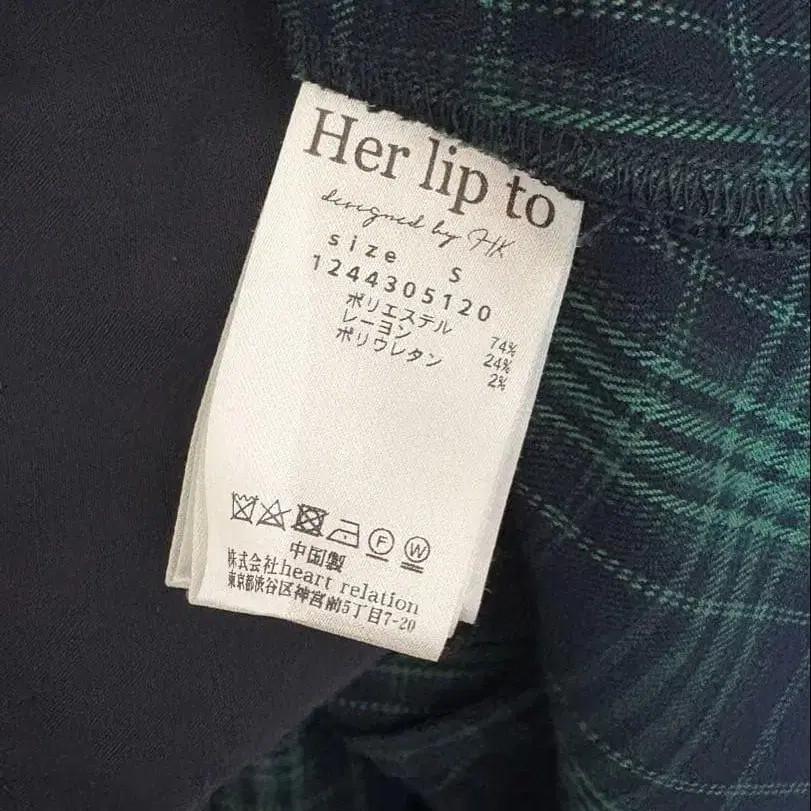 Her lip to
designed by HK
size S
1244305120
ポリエステル 74%
レーヨン 24%
ポリウレタン 2%
F W
中国製
株式会社heart relation
東京都渋谷区神宮前5丁目7-20